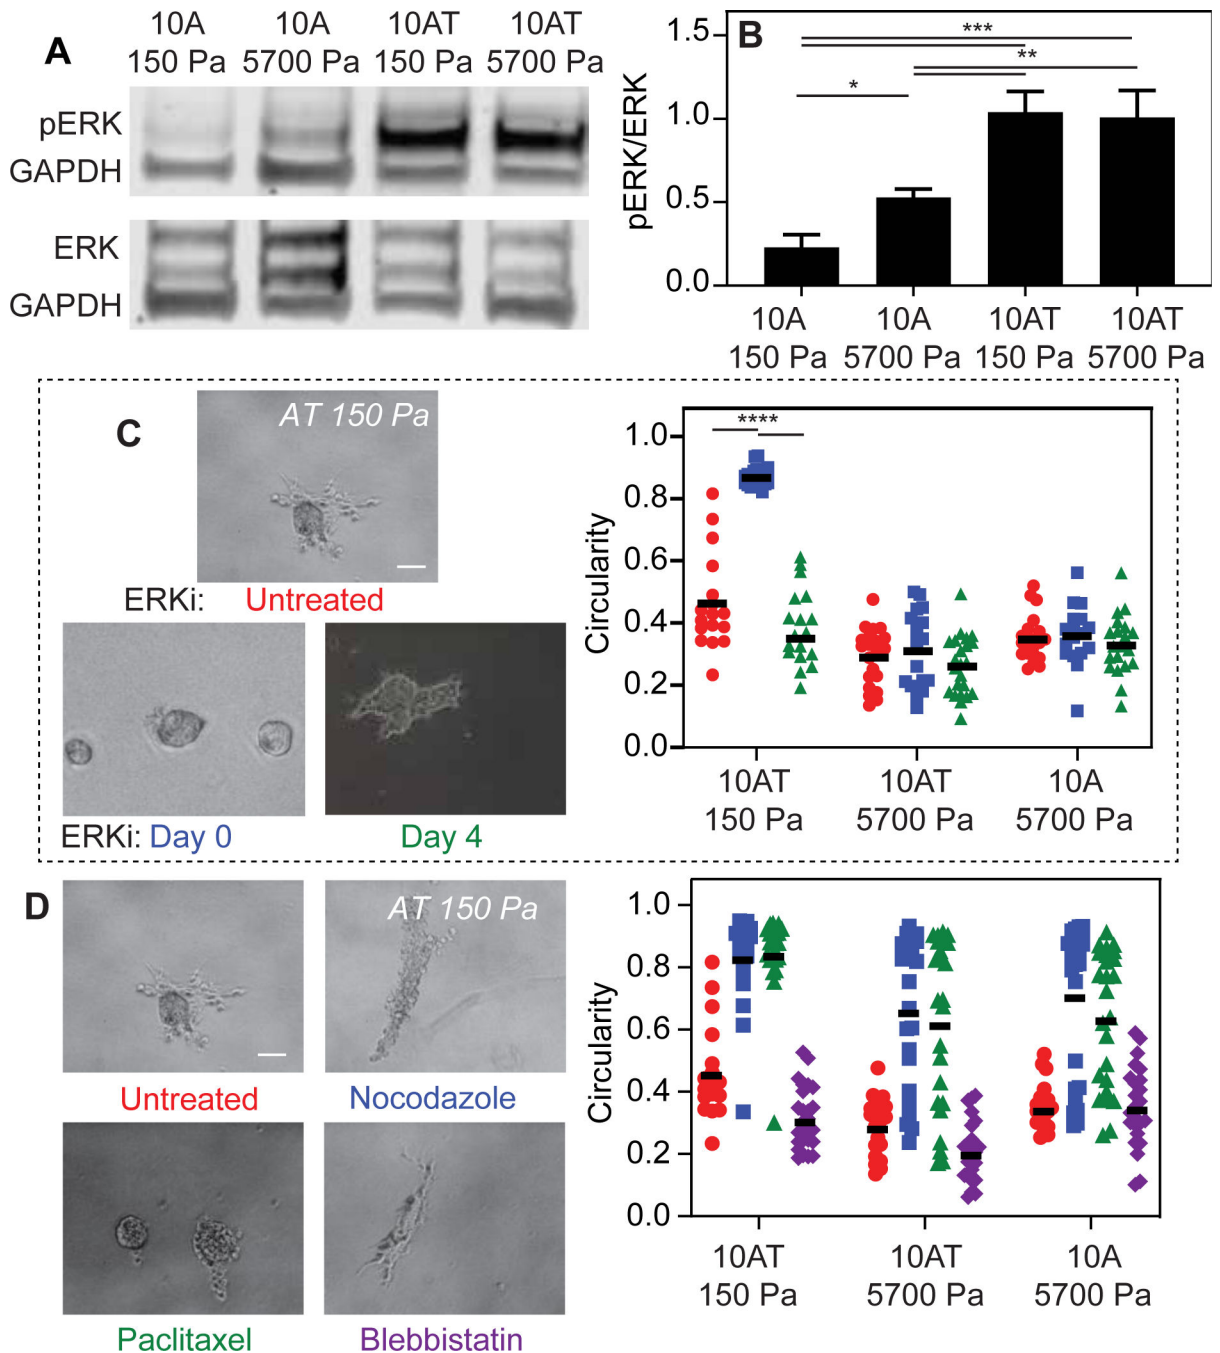 A
10A 10A 10AT 10AT
150 Pa 5700 Pa 150 Pa 5700 Pa
pERK
GAPDH
ERK
GAPDH
B
pERK/ERK
1.5
1.0
0.5
0.0
***
**
*
10A 10A 10AT 10AT
150 Pa 5700 Pa 150 Pa 5700 Pa
C
AT 150 Pa
ERKi: Untreated
ERKi: Day 0 Day 4
Circularity
1.0
0.8
0.6
0.4
0.2
0.0
****
10AT 10AT 10A
150 Pa 5700 Pa 5700 Pa
D
AT 150 Pa
Untreated Nocodazole
Paclitaxel Blebbistatin
Circularity
1.0
0.8
0.6
0.4
0.2
0.0
10AT 10AT 10A
150 Pa 5700 Pa 5700 Pa